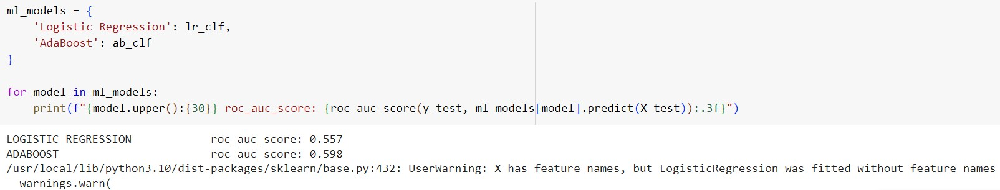 ml_models = {
    'Logistic Regression': lr_clf,
    'AdaBoost': ab_clf
}
for model in ml_models:
    print(f"{model.upper():{30}} roc_auc_score: {roc_auc_score(y_test, ml_models[model].predict(X_test)):.3f}")
LOGISTIC REGRESSION            roc_auc_score: 0.557
ADABOOST                       roc_auc_score: 0.598
/usr/local/lib/python3.10/dist-packages/sklearn/base.py:432: UserWarning: X has feature names, but LogisticRegression was fitted without feature names
  warnings.warn(